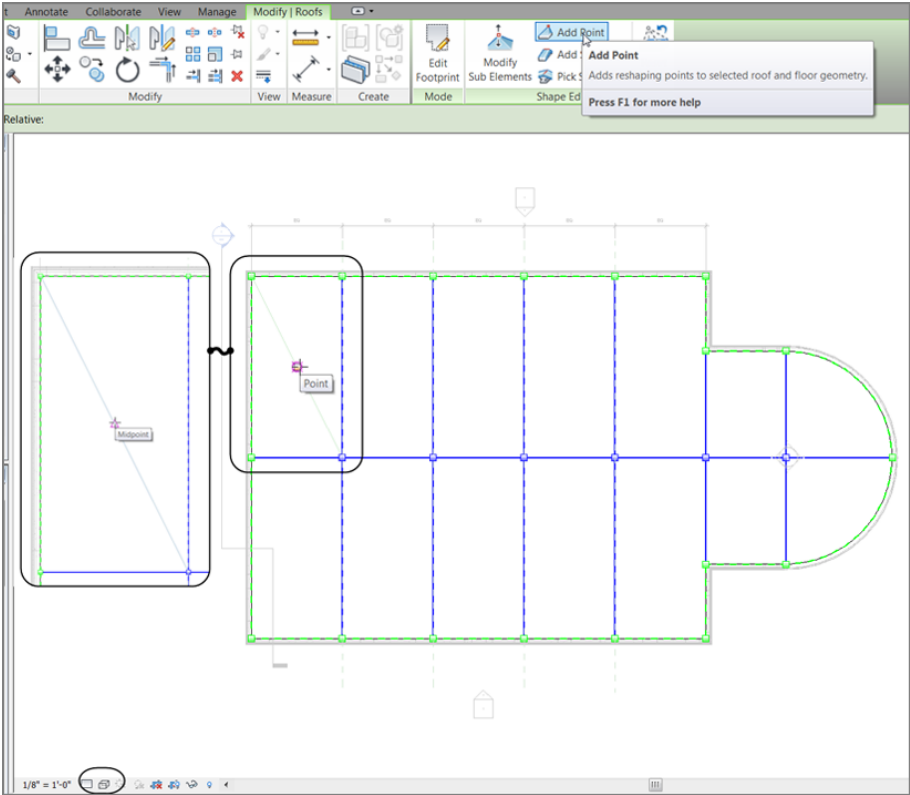 t Annotate Collaborate View Manage Modify | Roofs
Add Point
Edit
Footprint
Modify
Sub Elements
Add S
Pick S
Add Point
Adds reshaping points to selected roof and floor geometry.
Press F1 for more help
Modify View Measure Create Mode Shape Ed
Relative:
Point
Midpoint
1/8" = 1'-0"